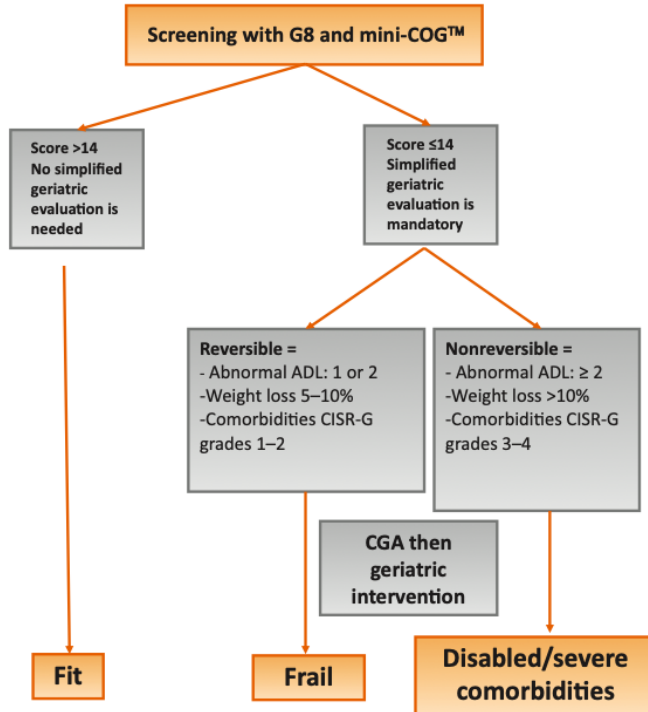 Screening with G8 and mini-COG™
Score >14
No simplified
geriatric
evaluation is
needed
Score ≤14
Simplified
geriatric
evaluation is
mandatory
Reversible =
- Abnormal ADL: 1 or 2
-Weight loss 5–10%
-Comorbidities CISR-G
grades 1–2
Nonreversible =
- Abnormal ADL: ≥ 2
-Weight loss >10%
-Comorbidities CISR-G
grades 3–4
CGA then
geriatric
intervention
Fit
Frail
Disabled/severe
comorbidities